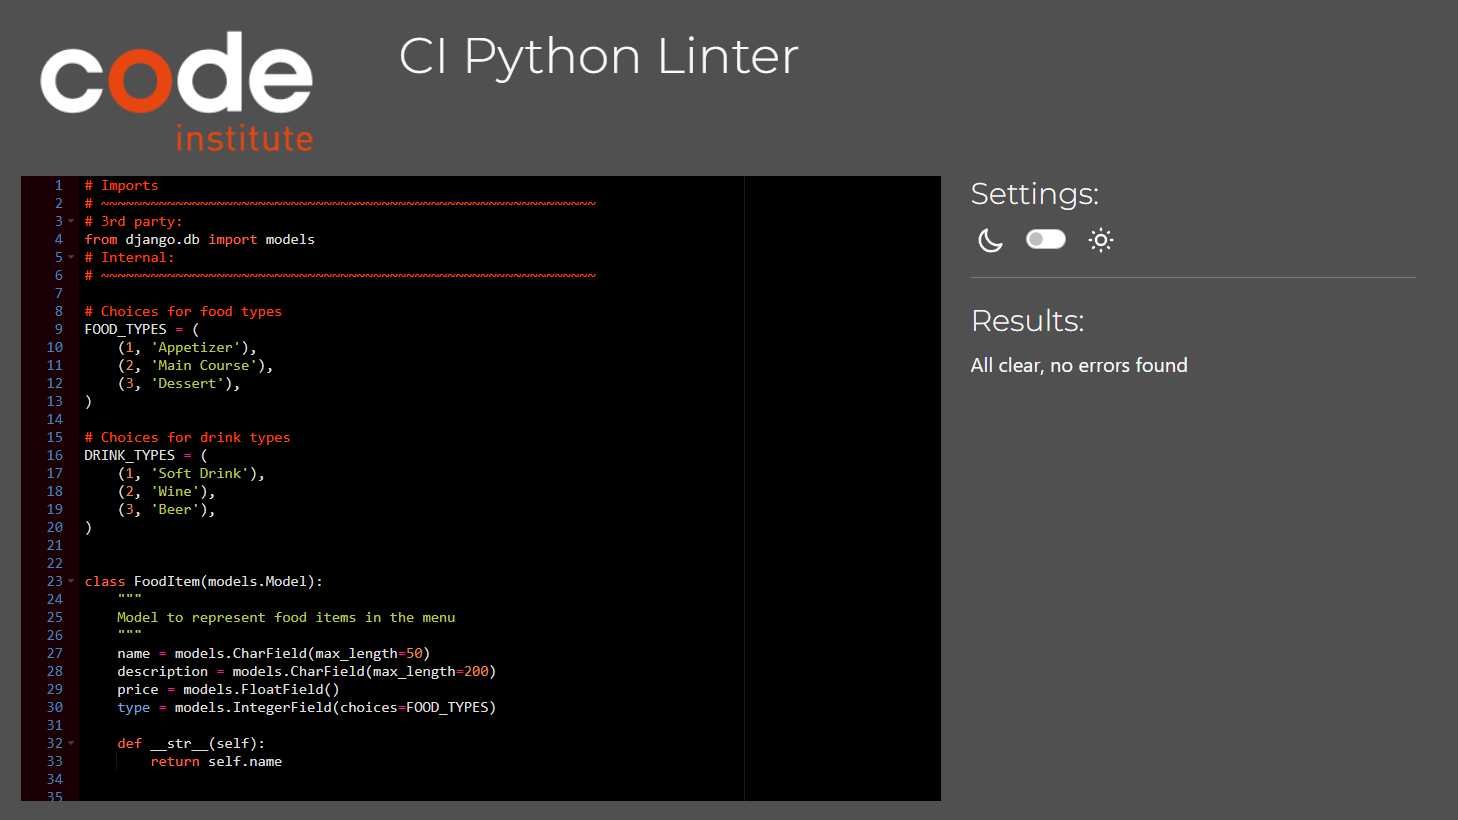 code
institute
CI Python Linter
1 # Imports
2 # ~~~~~~~~~~~~~~~~~~~~~~~~~~~~~~~~~~~~~~~~~~~~~~~~~~~~~~~~~~~~
3 # 3rd party:
4 from django.db import models
5 # Internal:
6 # ~~~~~~~~~~~~~~~~~~~~~~~~~~~~~~~~~~~~~~~~~~~~~~~~~~~~~~~~~~~~
7
8 # Choices for food types
9 FOOD_TYPES = (
10     (1, 'Appetizer'),
11     (2, 'Main Course'),
12     (3, 'Dessert'),
13 )
14
15 # Choices for drink types
16 DRINK_TYPES = (
17     (1, 'Soft Drink'),
18     (2, 'Wine'),
19     (3, 'Beer'),
20 )
21
22
23 class FoodItem(models.Model):
24     """
25     Model to represent food items in the menu
26     """
27     name = models.CharField(max_length=50)
28     description = models.CharField(max_length=200)
29     price = models.FloatField()
30     type = models.IntegerField(choices=FOOD_TYPES)
31
32     def __str__(self):
33         return self.name
34
35
Settings:
Results:
All clear, no errors found